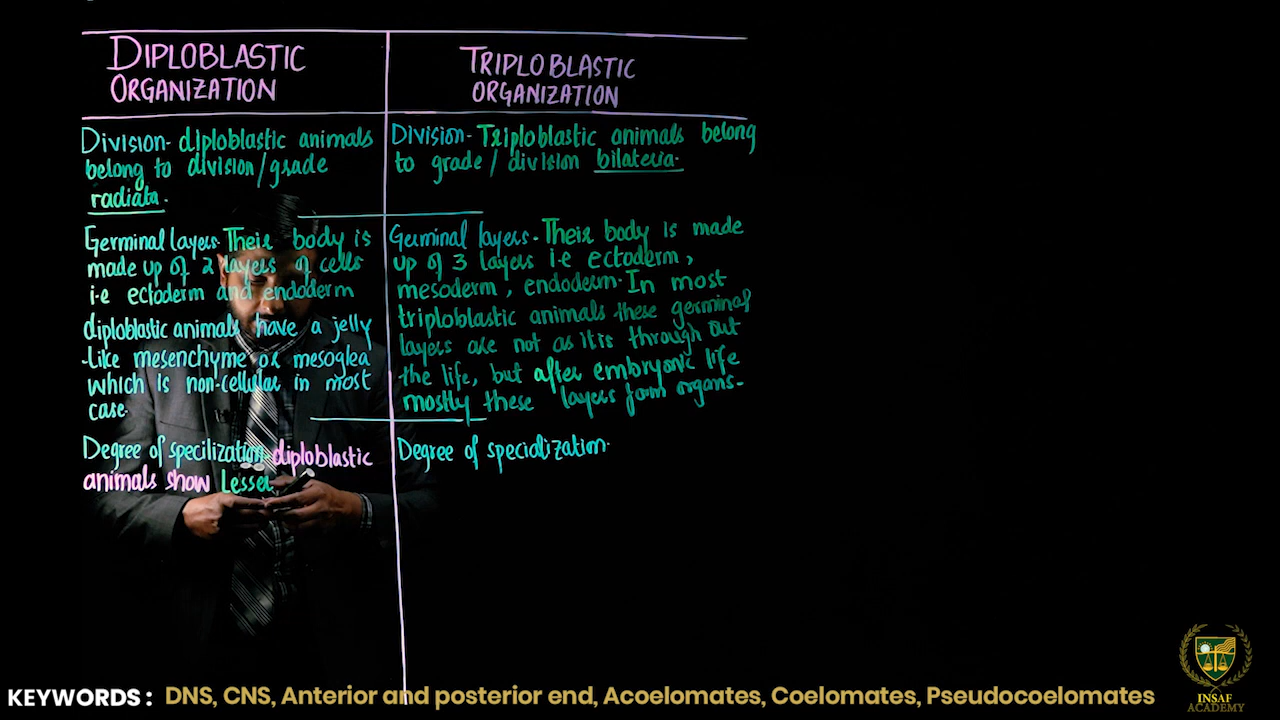 DIPLOBLASTIC
ORGANIZATION
Division- diploblastic animals
belong to division/grade
radiata.
Germinal layers- Their body is
made up of 2 layers of cells
i.e ectoderm and endoderm
diploblastic animals have a jelly
-like mesenchyme or mesoglea
which is non-cellular in most
case.
Degree of specilization- diploblastic
animals show Lesser
TRIPLOBLASTIC
ORGANIZATION
Division- Triploblastic animals belong
to grade/division bilateria.
Germinal layers- Their body is made
up of 3 layers i.e ectoderm,
mesoderm, endoderm. In most
triploblastic animals these germinal
layers are not as it is through out
the life, but after embryonic life
mostly these layers form organs-
Degree of specialization-
KEYWORDS: DNS, CNS, Anterior and posterior end, Acoelomates, Coelomates, Pseudocoelomates
INSAF
ACADEMY